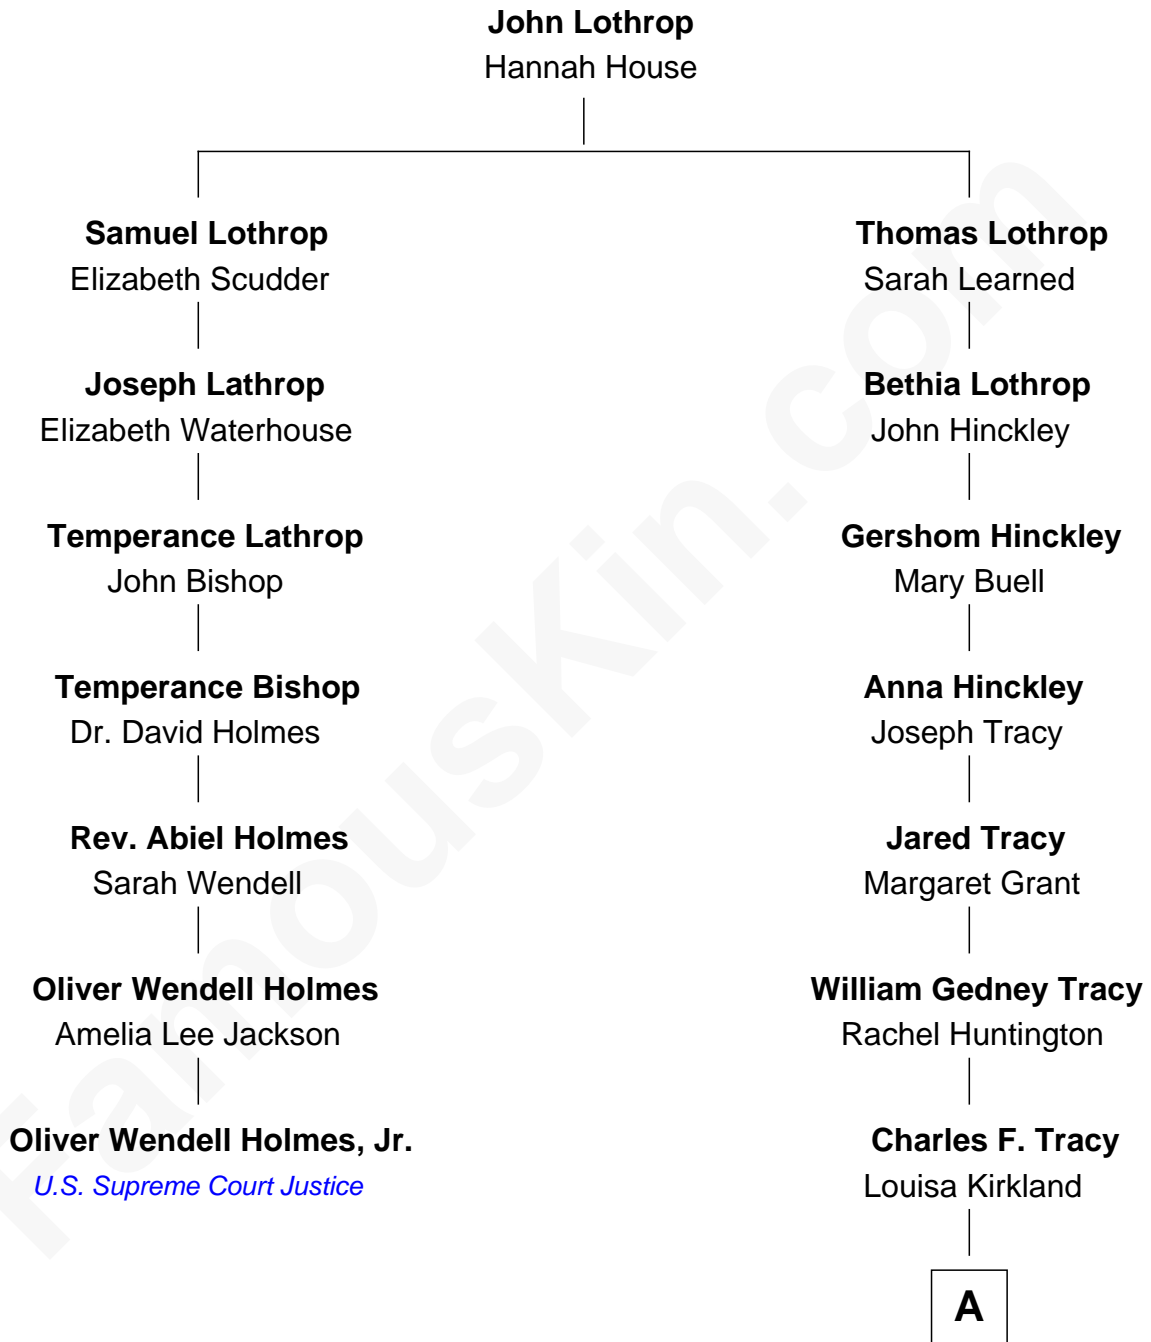 John Lothrop
Hannah House
Samuel Lothrop
Elizabeth Scudder
Joseph Lathrop
Elizabeth Waterhouse
Temperance Lathrop
John Bishop
Temperance Bishop
Dr. David Holmes
Rev. Abiel Holmes
Sarah Wendell
Oliver Wendell Holmes
Amelia Lee Jackson
Oliver Wendell Holmes, Jr.
U.S. Supreme Court Justice
Thomas Lothrop
Sarah Learned
Bethia Lothrop
John Hinckley
Gershom Hinckley
Mary Buell
Anna Hinckley
Joseph Tracy
Jared Tracy
Margaret Grant
William Gedney Tracy
Rachel Huntington
Charles F. Tracy
Louisa Kirkland
A
FamousKin.com